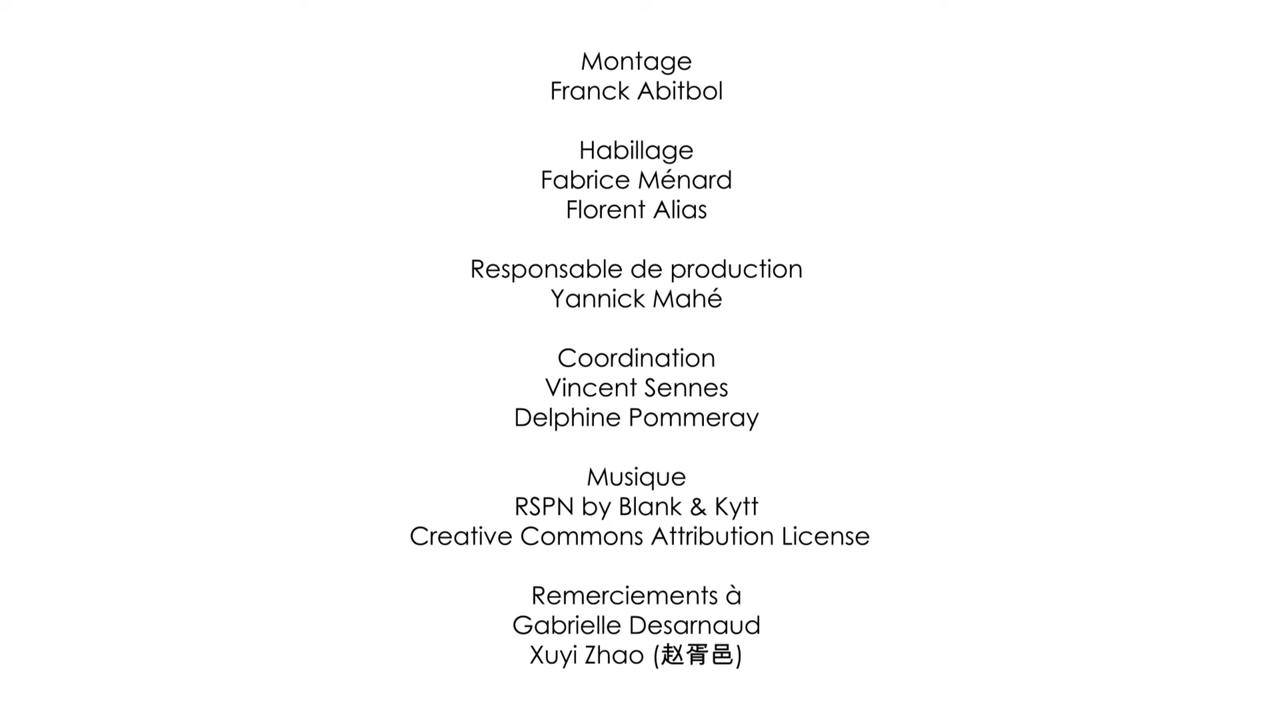 Montage
Franck Abitbol
Habillage
Fabrice Ménard
Florent Alias
Responsable de production
Yannick Mahé
Coordination
Vincent Sennes
Delphine Pommeray
Musique
RSPN by Blank & Kytt
Creative Commons Attribution License
Remerciements à
Gabrielle Desarnaud
Xuyi Zhao (赵胥邑)